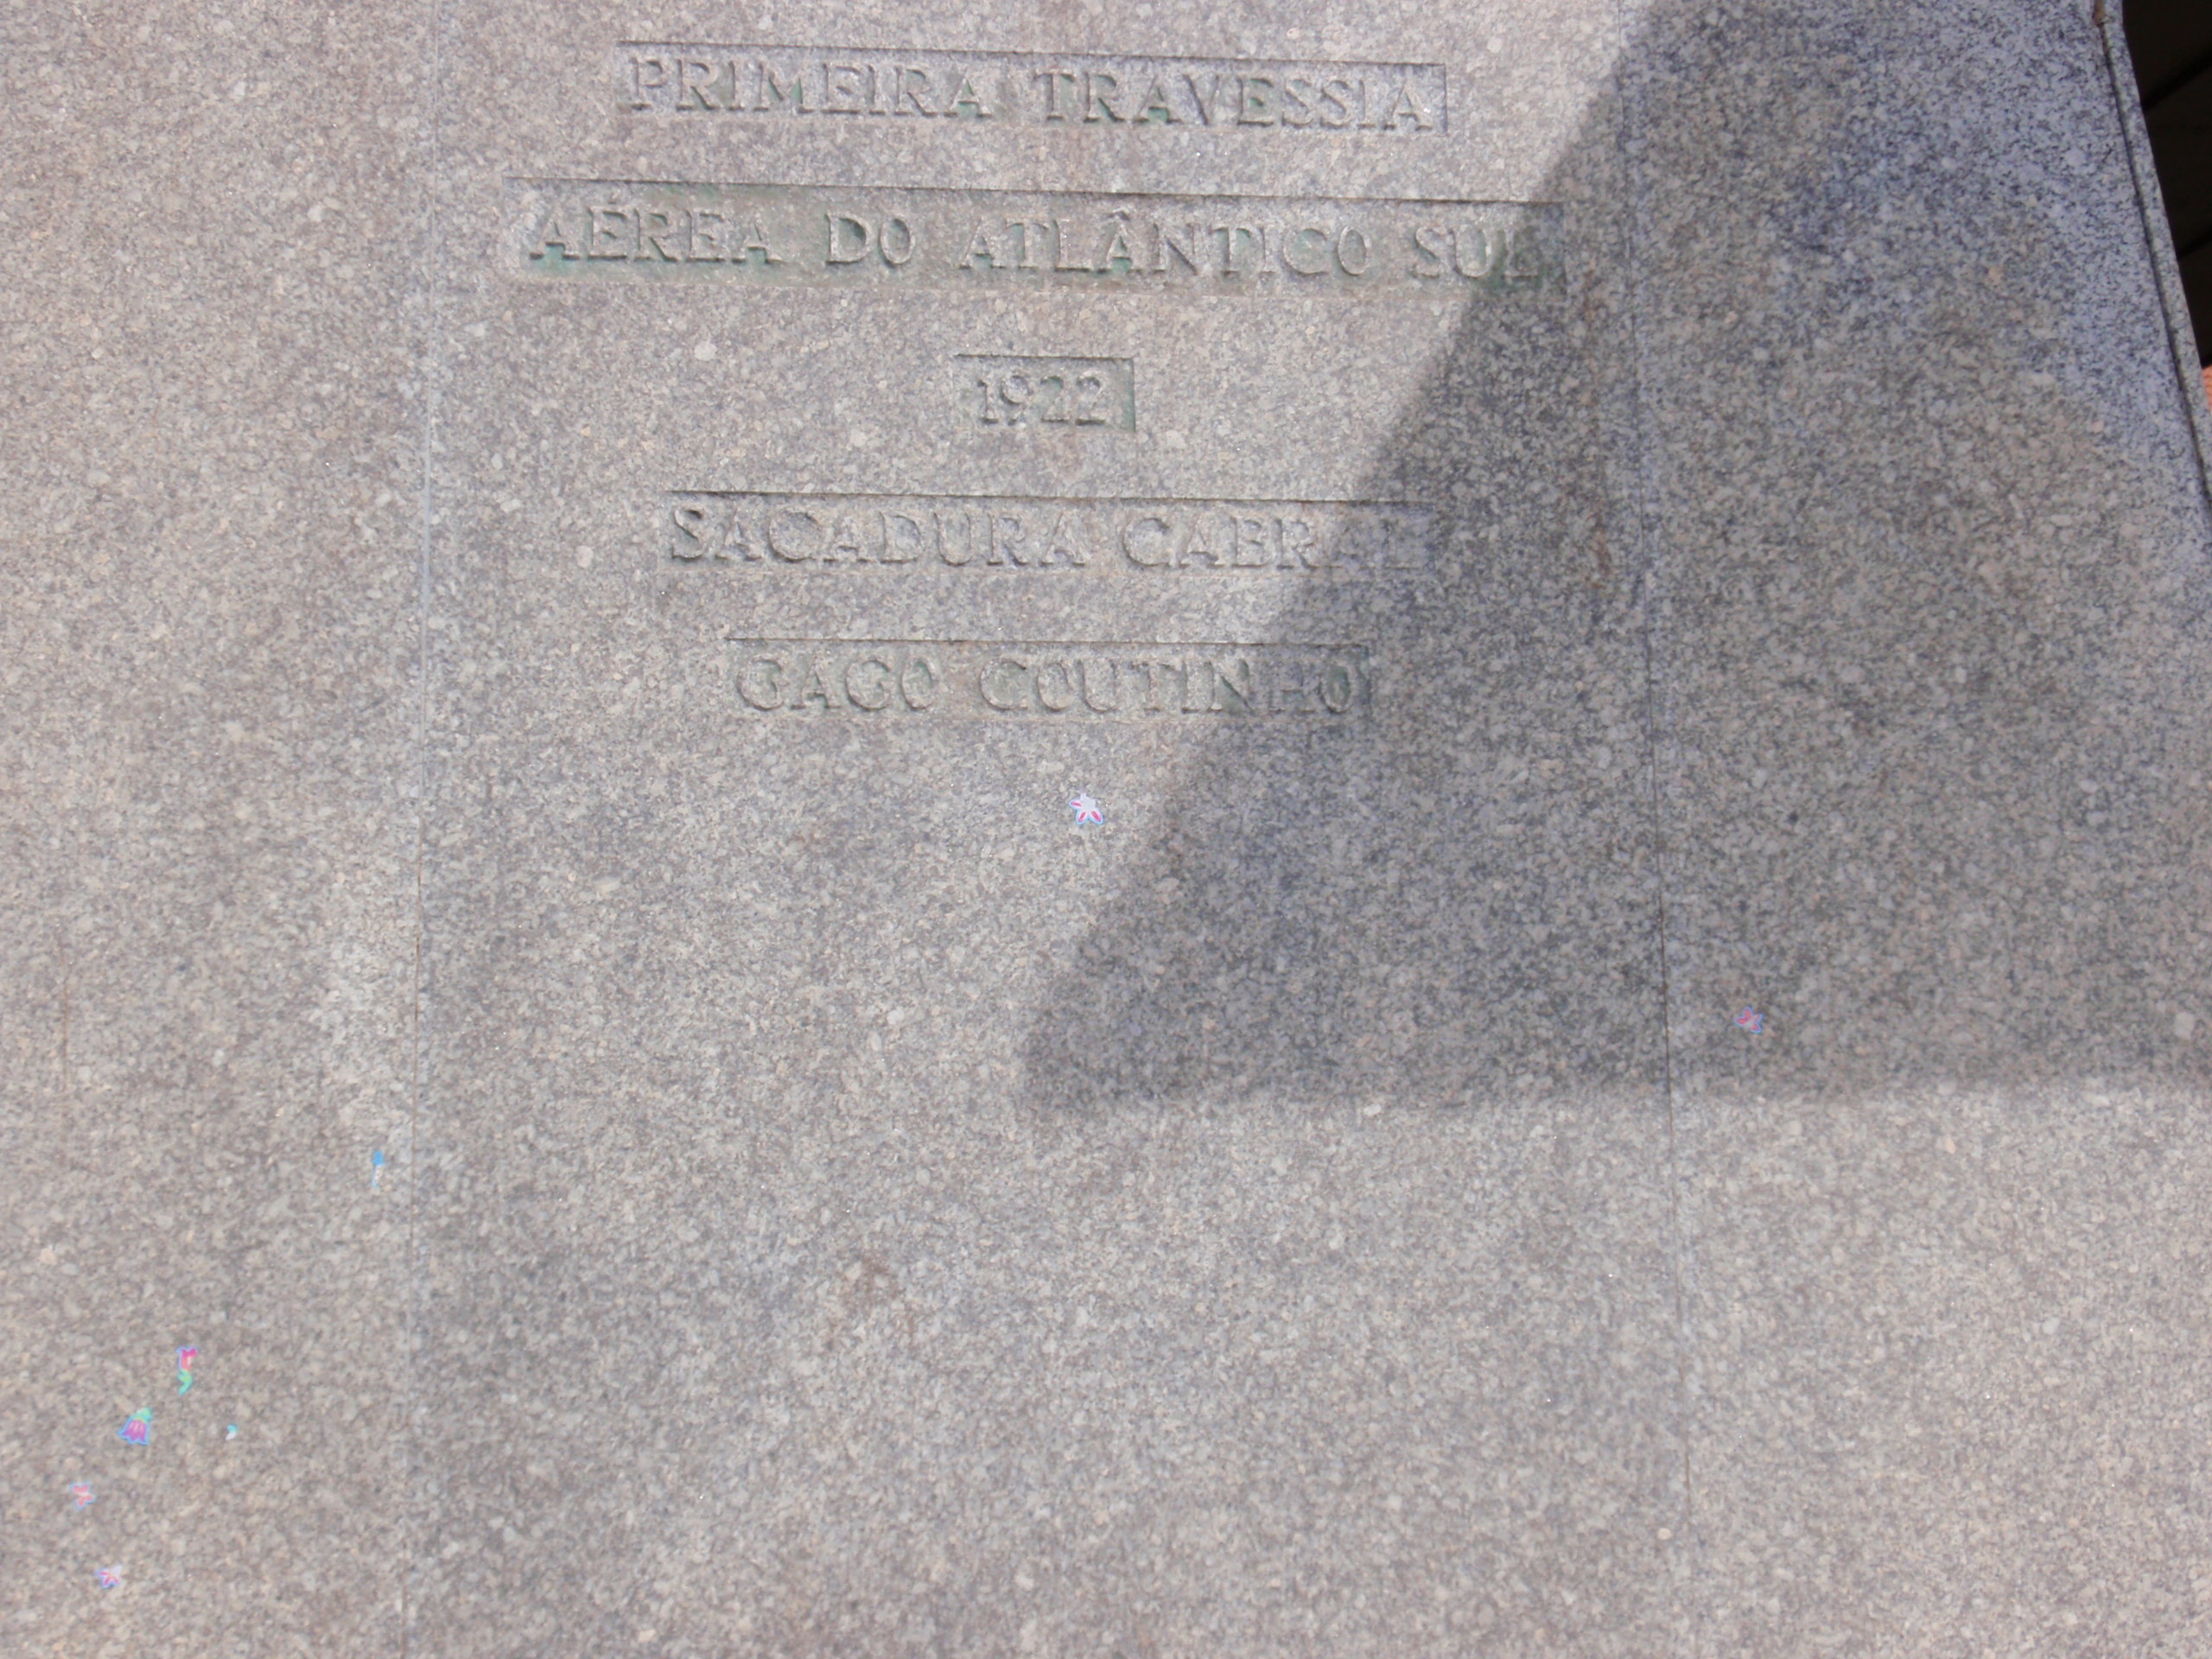 PRIMEIRA TRAVESSIA
AÉREA DO ATLÂNTICO SUL
1922
SACADURA CABRAL
GAGO COUTINHO